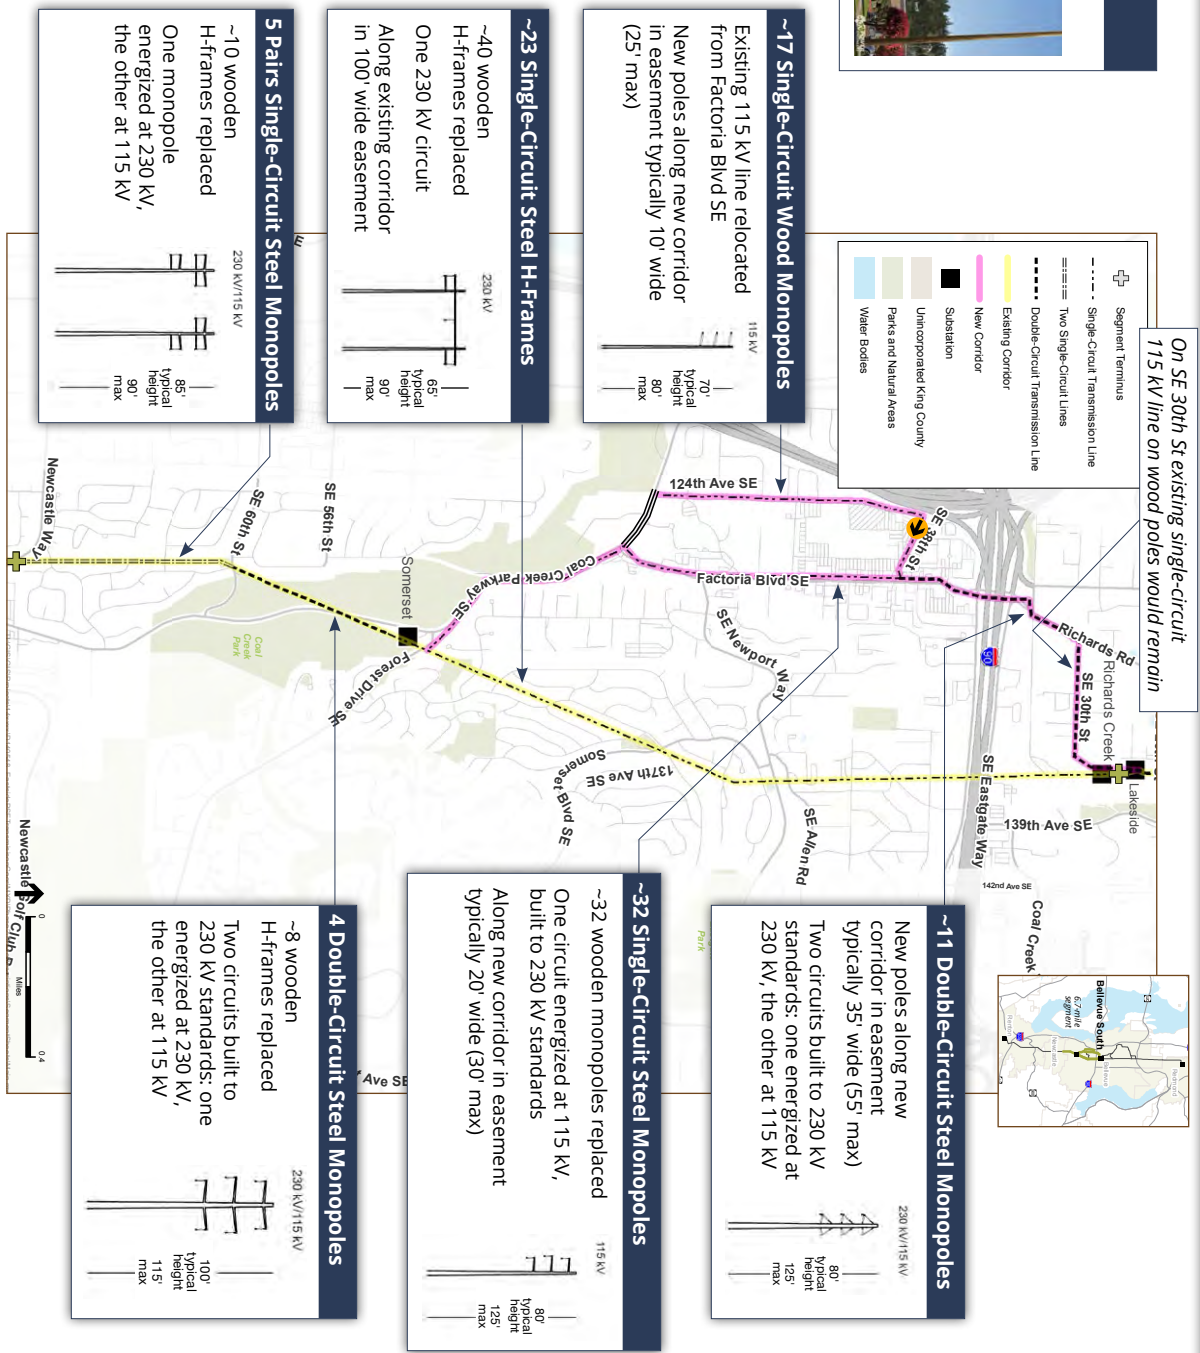 On SE 30th St existing single-circuit
115 kV line on wood poles would remain
Segment Terminus
Single-Circuit Transmission Line
Two Single-Circuit Lines
Double-Circuit Transmission Line
Existing Corridor
New Corridor
Substation
Unincorporated King County
Parks and Natural Areas
Water Bodies
~17 Single-Circuit Wood Monopoles
Existing 115 kV line relocated
from Factoria Blvd SE
New poles along new corridor
in easement typically 10' wide
(25' max)
115 kV
70'
typical
height
80'
max
~23 Single-Circuit Steel H-Frames
~40 wooden
H-frames replaced
One 230 kV circuit
Along existing corridor
in 100' wide easement
230 kV
65'
typical
height
90'
max
5 Pairs Single-Circuit Steel Monopoles
~10 wooden
H-frames replaced
One monopole
energized at 230 kV,
the other at 115 kV
230 kV/115 kV
85'
typical
height
90'
max
~11 Double-Circuit Steel Monopoles
New poles along new
corridor in easement
typically 35' wide (55' max)
Two circuits built to 230 kV
standards: one energized at
230 kV, the other at 115 kV
230 kV/115 kV
80'
typical
height
125'
max
~32 Single-Circuit Steel Monopoles
~32 wooden monopoles replaced
One circuit energized at 115 kV,
built to 230 kV standards
Along new corridor in easement
typically 20' wide (30' max)
115 kV
80'
typical
height
125'
max
4 Double-Circuit Steel Monopoles
~8 wooden
H-frames replaced
Two circuits built to
230 kV standards: one
energized at 230 kV,
the other at 115 kV
230 kV/115 kV
100'
typical
height
115'
max
Lakeside
Richards Creek
Richards Rd
SE 30th St
139th Ave SE
142nd Ave SE
Coal Creek
SE Eastgate Way
90
SE 38th St
124th Ave SE
Factoria Blvd SE
SE Newport Way
SE Allen Rd
137th Ave SE
Somerset Blvd SE
Coal Creek Parkway SE
Somerset
Forest Drive SE
Coal
Creek
Park
Park
SE 56th St
SE 60th St
Newcastle Way
Newcastle Golf Club
Ave SE
E
0
0.4
Miles
Bellevue South
6.7-mile
segment
Redmond
Bellevue
Newcastle
Renton